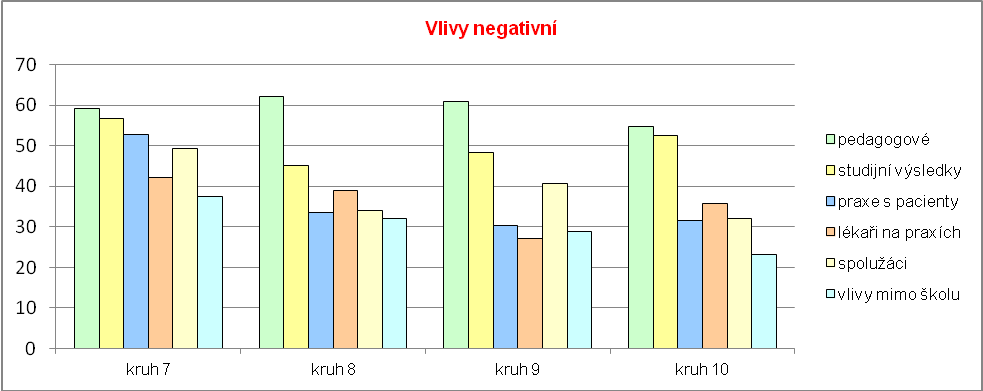 Vlivy negativní
70
60
50
40
30
20
10
0
kruh 7
kruh 8
kruh 9
kruh 10
pedagogové
studijní výsledky
praxe s pacienty
lékaři na praxích
spolužáci
vlivy mimo školu